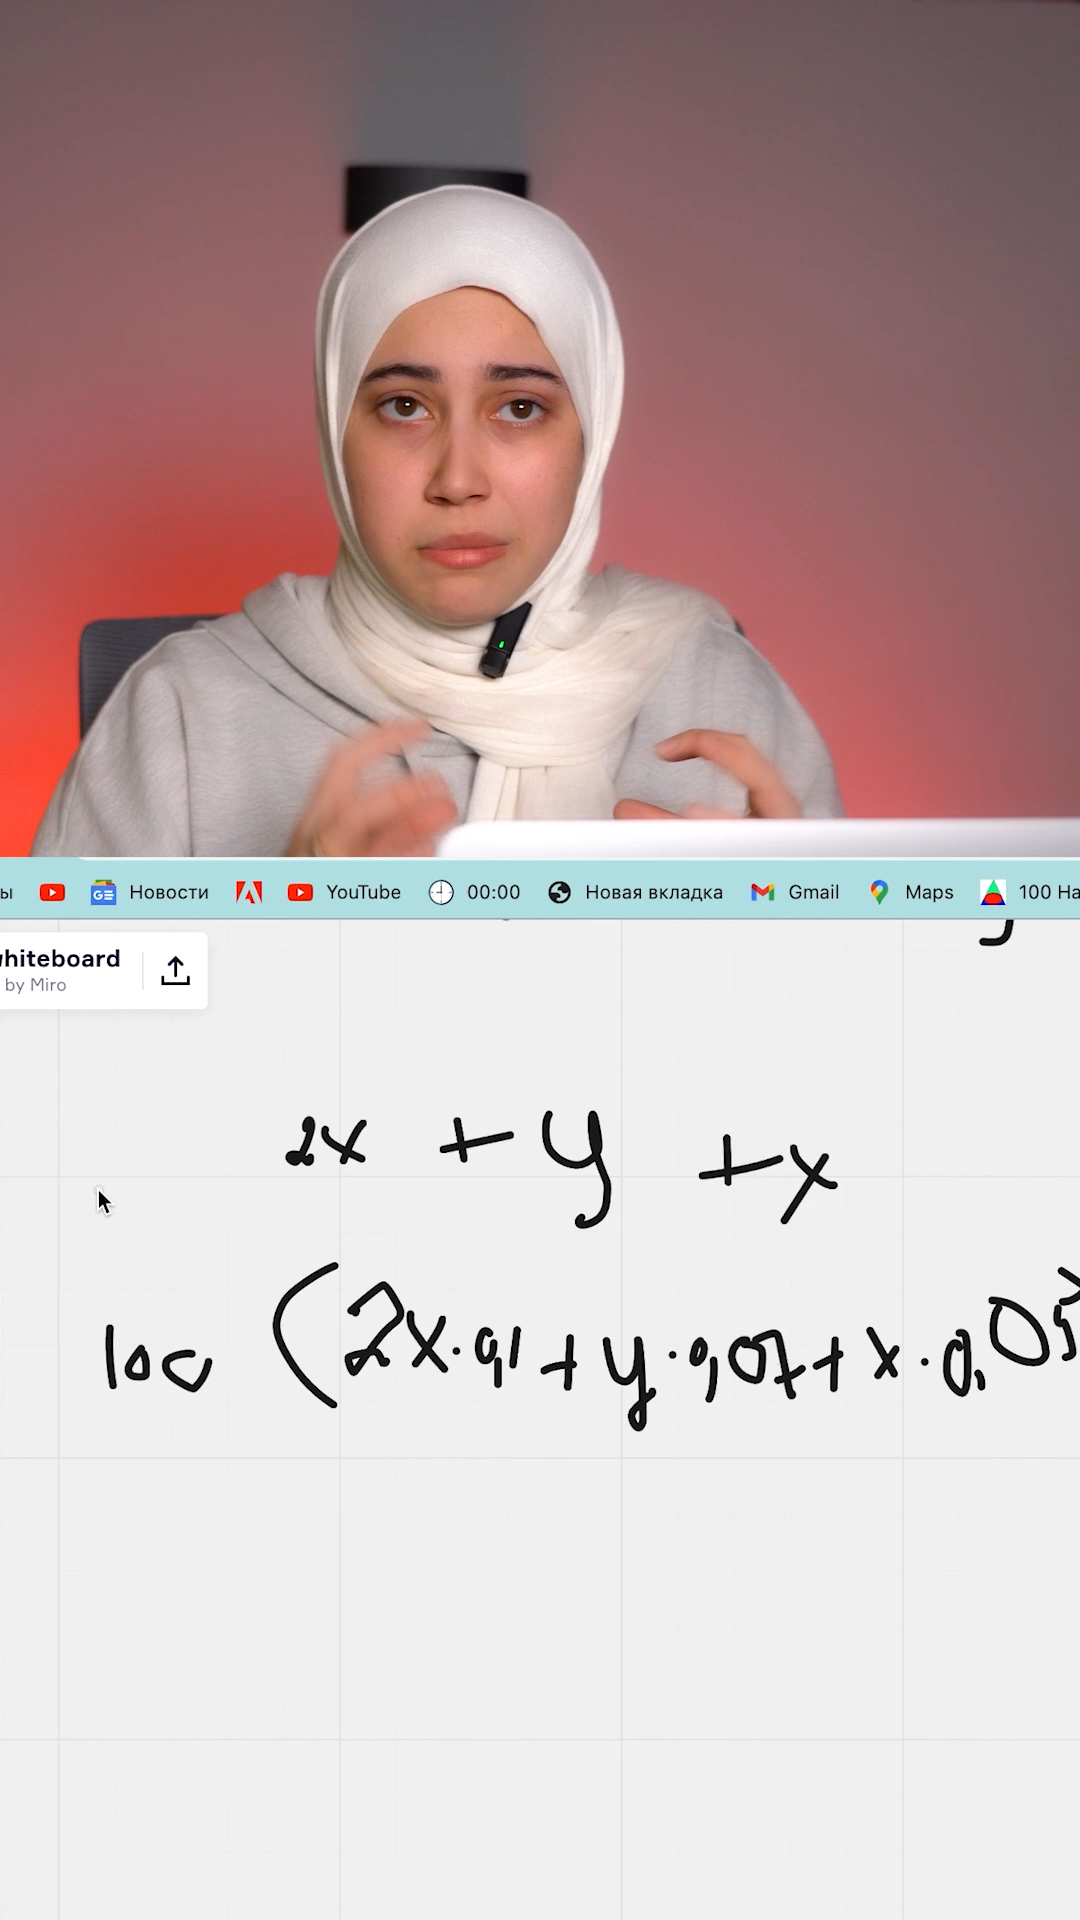 ы Новости YouTube 00:00 Новая вкладка Gmail Maps 100 На
hiteboard
by Miro
2x + y + x
100 (2x·0,1 + y·0,07 + x·0,05